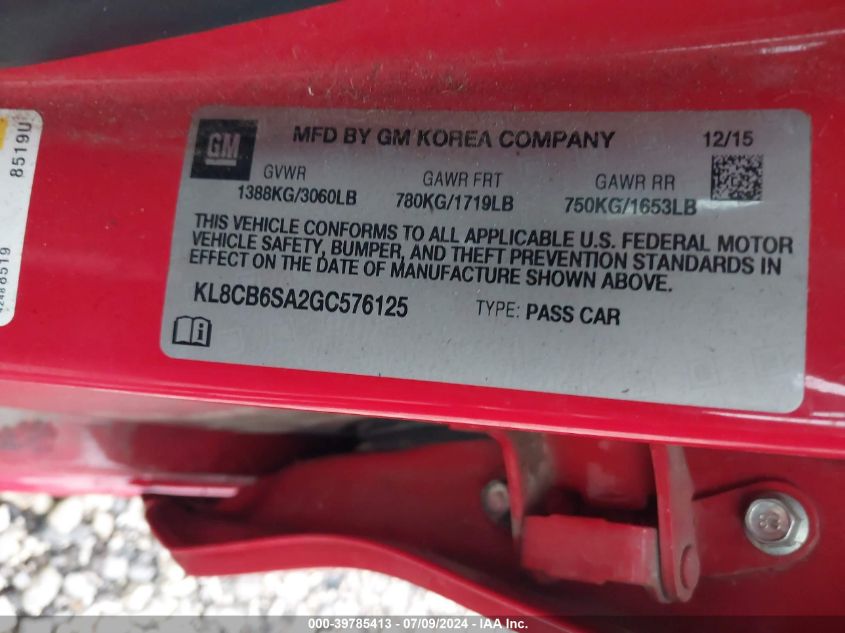 MFD BY GM KOREA COMPANY 12/15
GM
GVWR GAWR FRT GAWR RR
1388KG/3060LB 780KG/1719LB 750KG/1653LB
THIS VEHICLE CONFORMS TO ALL APPLICABLE U.S. FEDERAL MOTOR
VEHICLE SAFETY, BUMPER, AND THEFT PREVENTION STANDARDS IN
EFFECT ON THE DATE OF MANUFACTURE SHOWN ABOVE.
KL8CB6SA2GC576125 TYPE: PASS CAR
8519U
42488519
000-39785413 - 07/09/2024 - IAA Inc.